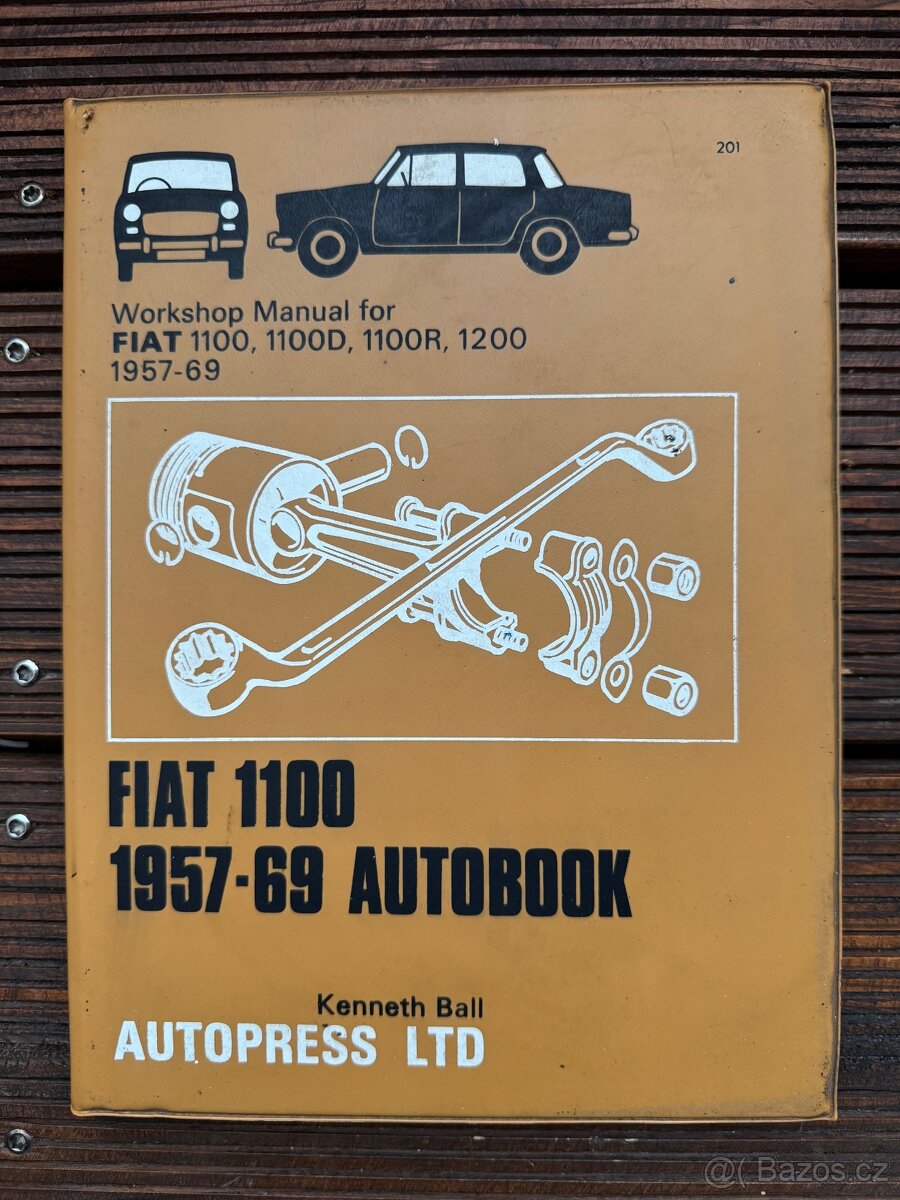 201
Workshop Manual for
FIAT 1100, 1100D, 1100R, 1200
1957-69
FIAT 1100
1957-69 AUTOBOOK
Kenneth Ball
AUTOPRESS LTD
@( Bazos.cz